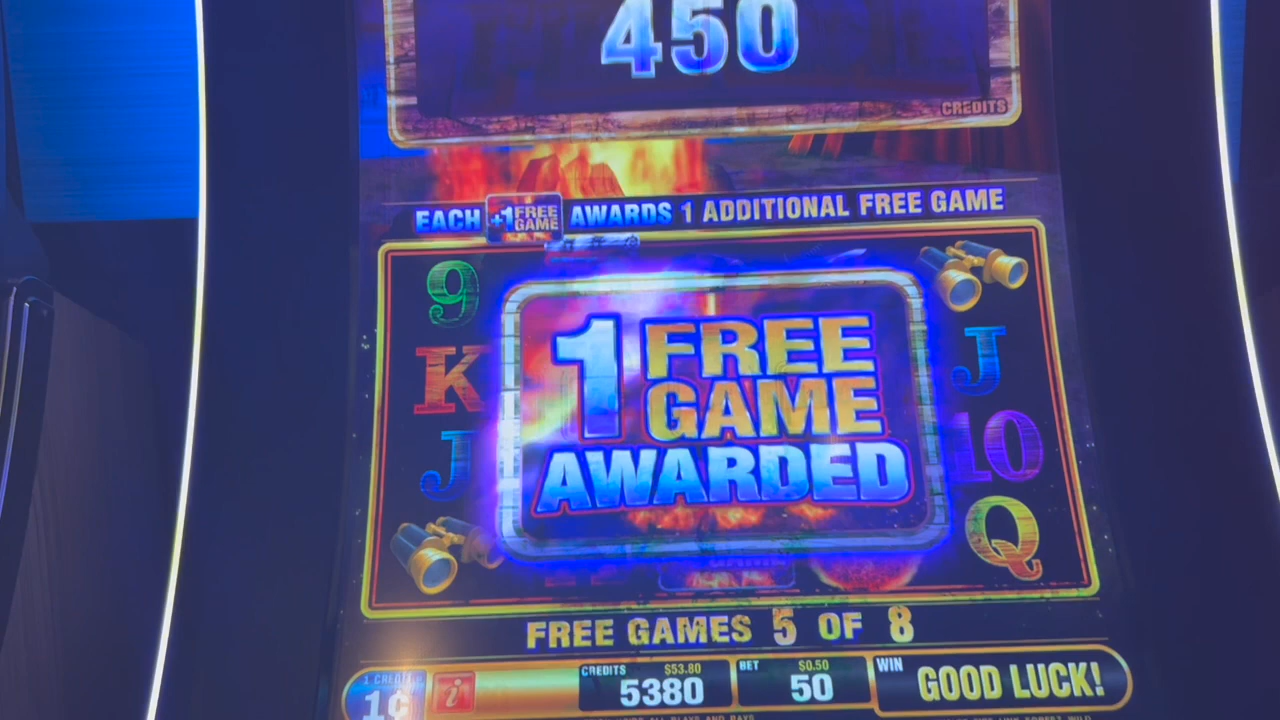 450
CREDITS
EACH +1 FREE GAME AWARDS 1 ADDITIONAL FREE GAME
9
K
J
1 FREE
GAME
AWARDED
J
10
Q
GAME
FREE GAMES 5 OF 8
1 CREDIT
1¢
i
CREDITS $53.80
5380
BET $0.50
50
WIN GOOD LUCK!